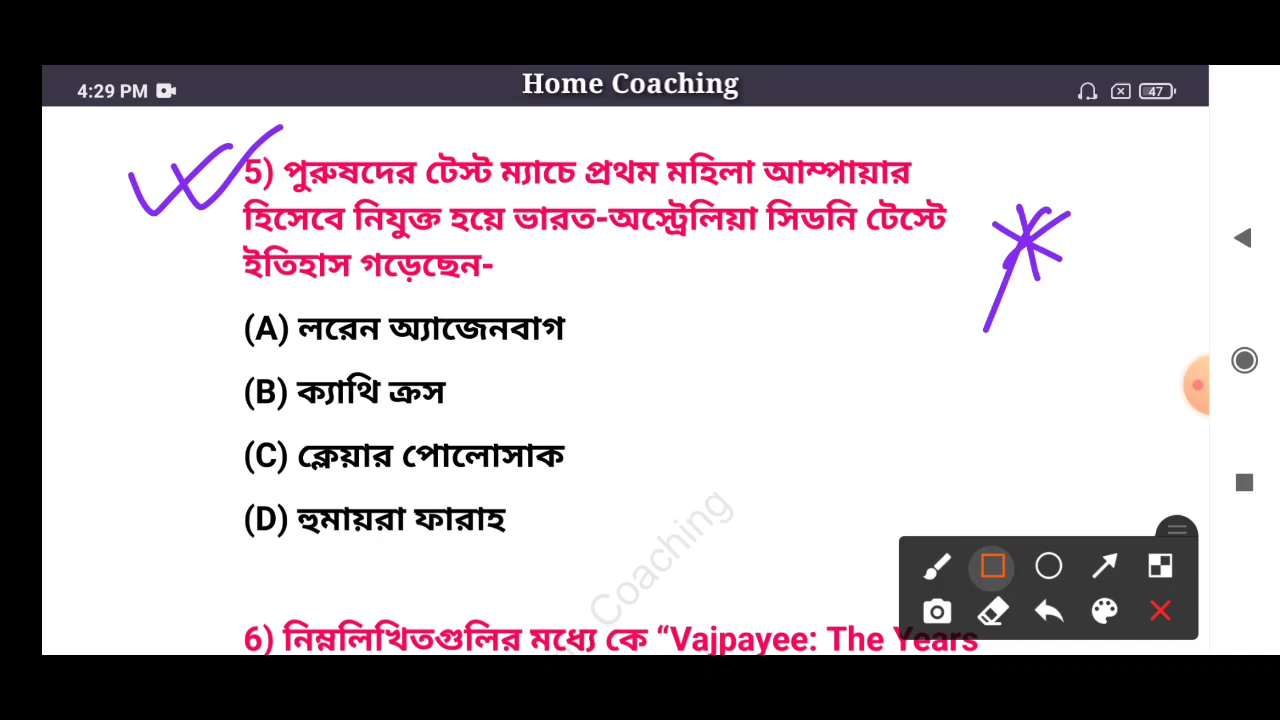 4:29 PM
Home Coaching
47
5) পুরুষদের টেস্ট ম্যাচে প্রথম মহিলা আম্পায়ার
হিসেবে নিযুক্ত হয়ে ভারত-অস্ট্রেলিয়া সিডনি টেস্টে
ইতিহাস গড়েছেন-
(A) লরেন অ্যাজেনবাগ
(B) ক্যাথি ক্রস
(C) ক্লেয়ার পোলোসাক
(D) হুমায়রা ফারাহ
Coaching
6) নিম্নলিখিতগুলির মধ্যে কে “Vajpayee: The Years